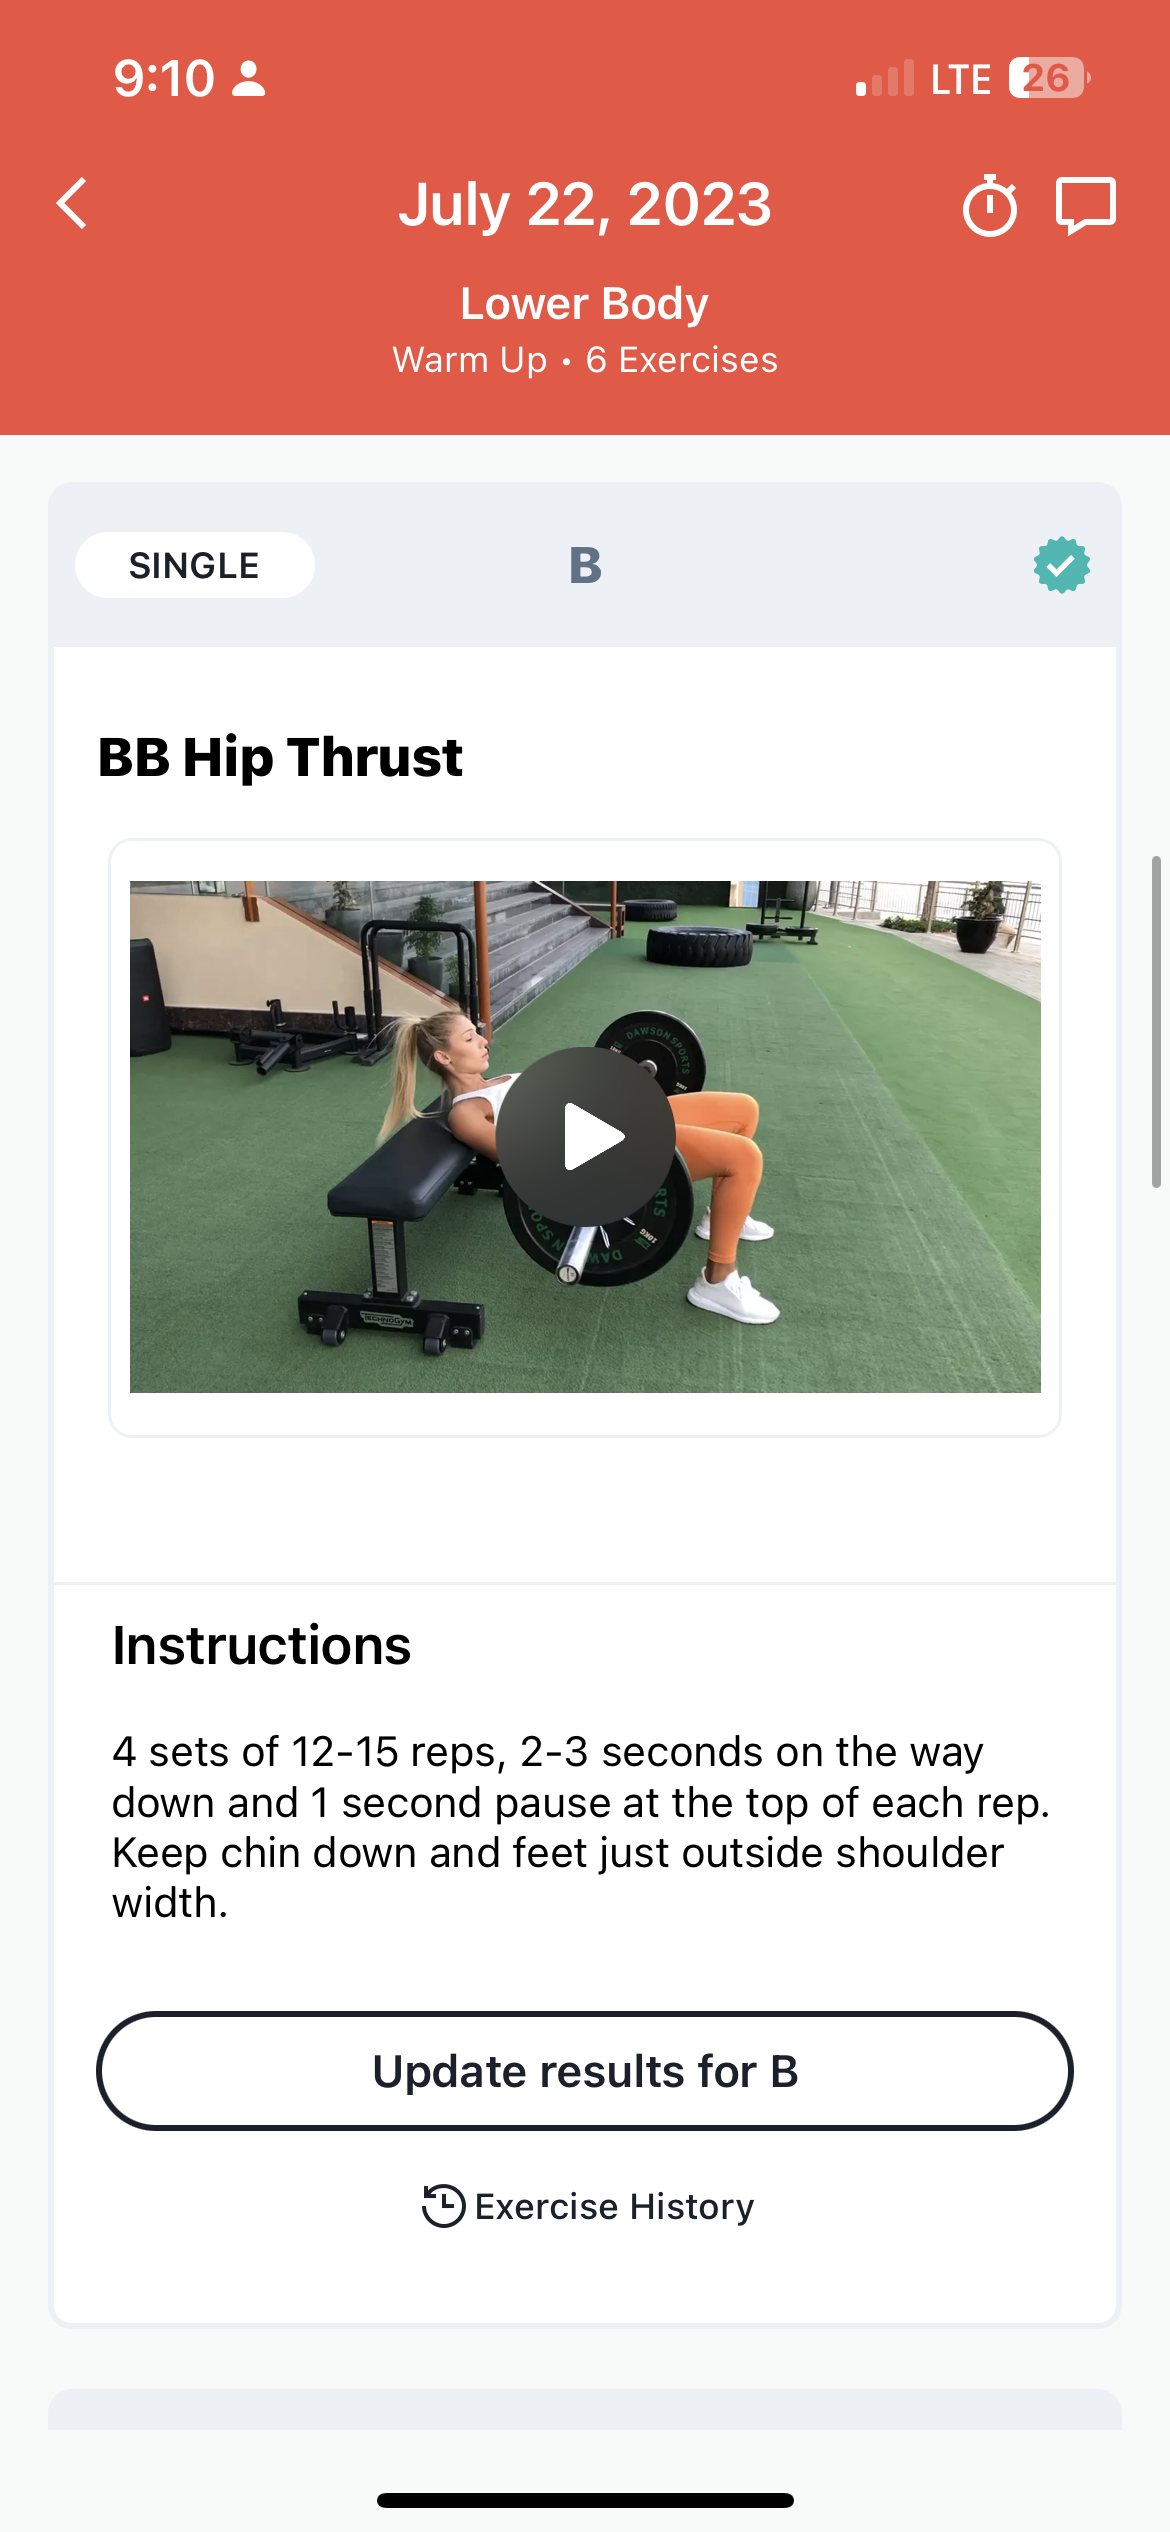 9:10
LTE 26
July 22, 2023
Lower Body
Warm Up • 6 Exercises
SINGLE
B
BB Hip Thrust
DAWSON SPORTS
10KG
TECHNOGYM
Instructions
4 sets of 12-15 reps, 2-3 seconds on the way
down and 1 second pause at the top of each rep.
Keep chin down and feet just outside shoulder
width.
Update results for B
Exercise History